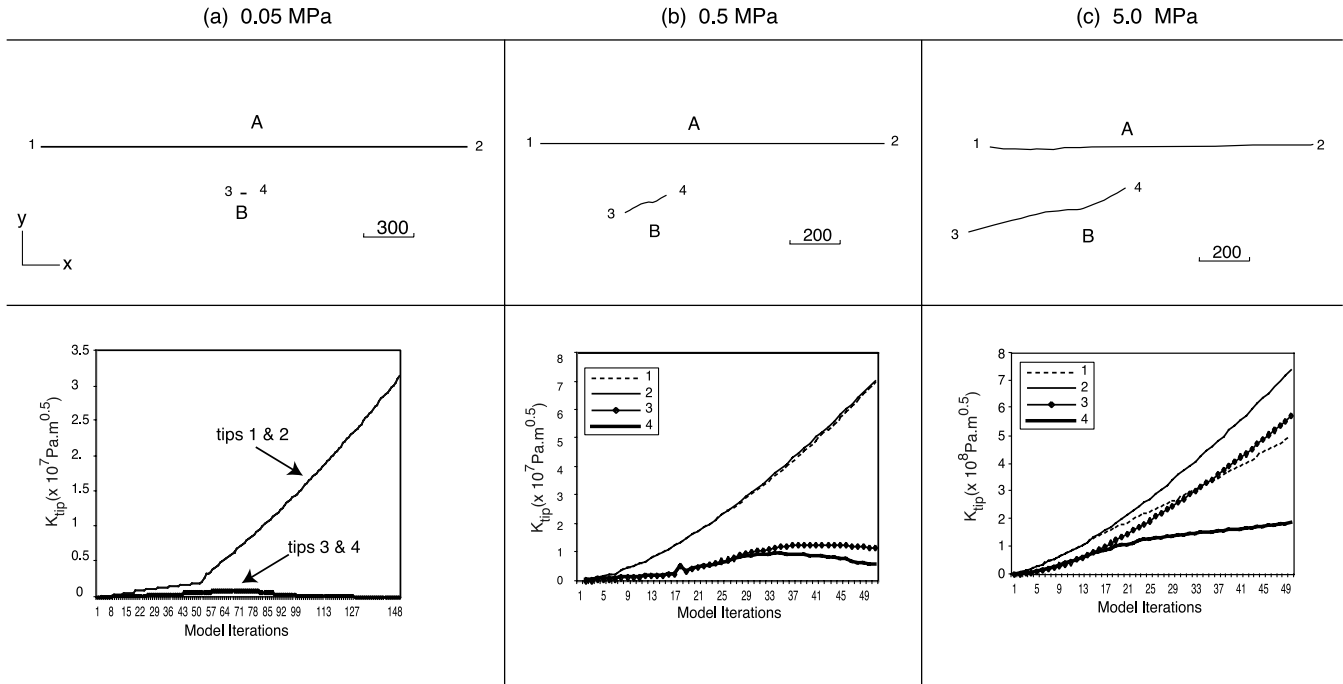 (a) 0.05 MPa
(b) 0.5 MPa
(c) 5.0 MPa
A
1
2
3
4
B
y
x
300
A
1
2
4
3
B
200
A
1
2
4
3
B
200
3.5
3
2.5
2.
1.5
1
0.5
0
Ktip(x 10^7Pa.m^0.5)
tips 1 & 2
tips 3 & 4
1 8 15 22 29 36 43 50 57 64 71 78 85 92 99 113 127 148
Model Iterations
8
7
6
5
4
3
2
1
0
Ktip(x 10^7Pa.m^0.5)
1
2
3
4
1 5 9 13 17 21 25 29 33 37 41 45 49
Model Iterations
8
7
6
5
4
3
2
1
0
Ktip(x 10^8Pa.m^0.5)
1
2
3
4
1 5 9 13 17 21 25 29 33 37 41 45 49
Model Iterations